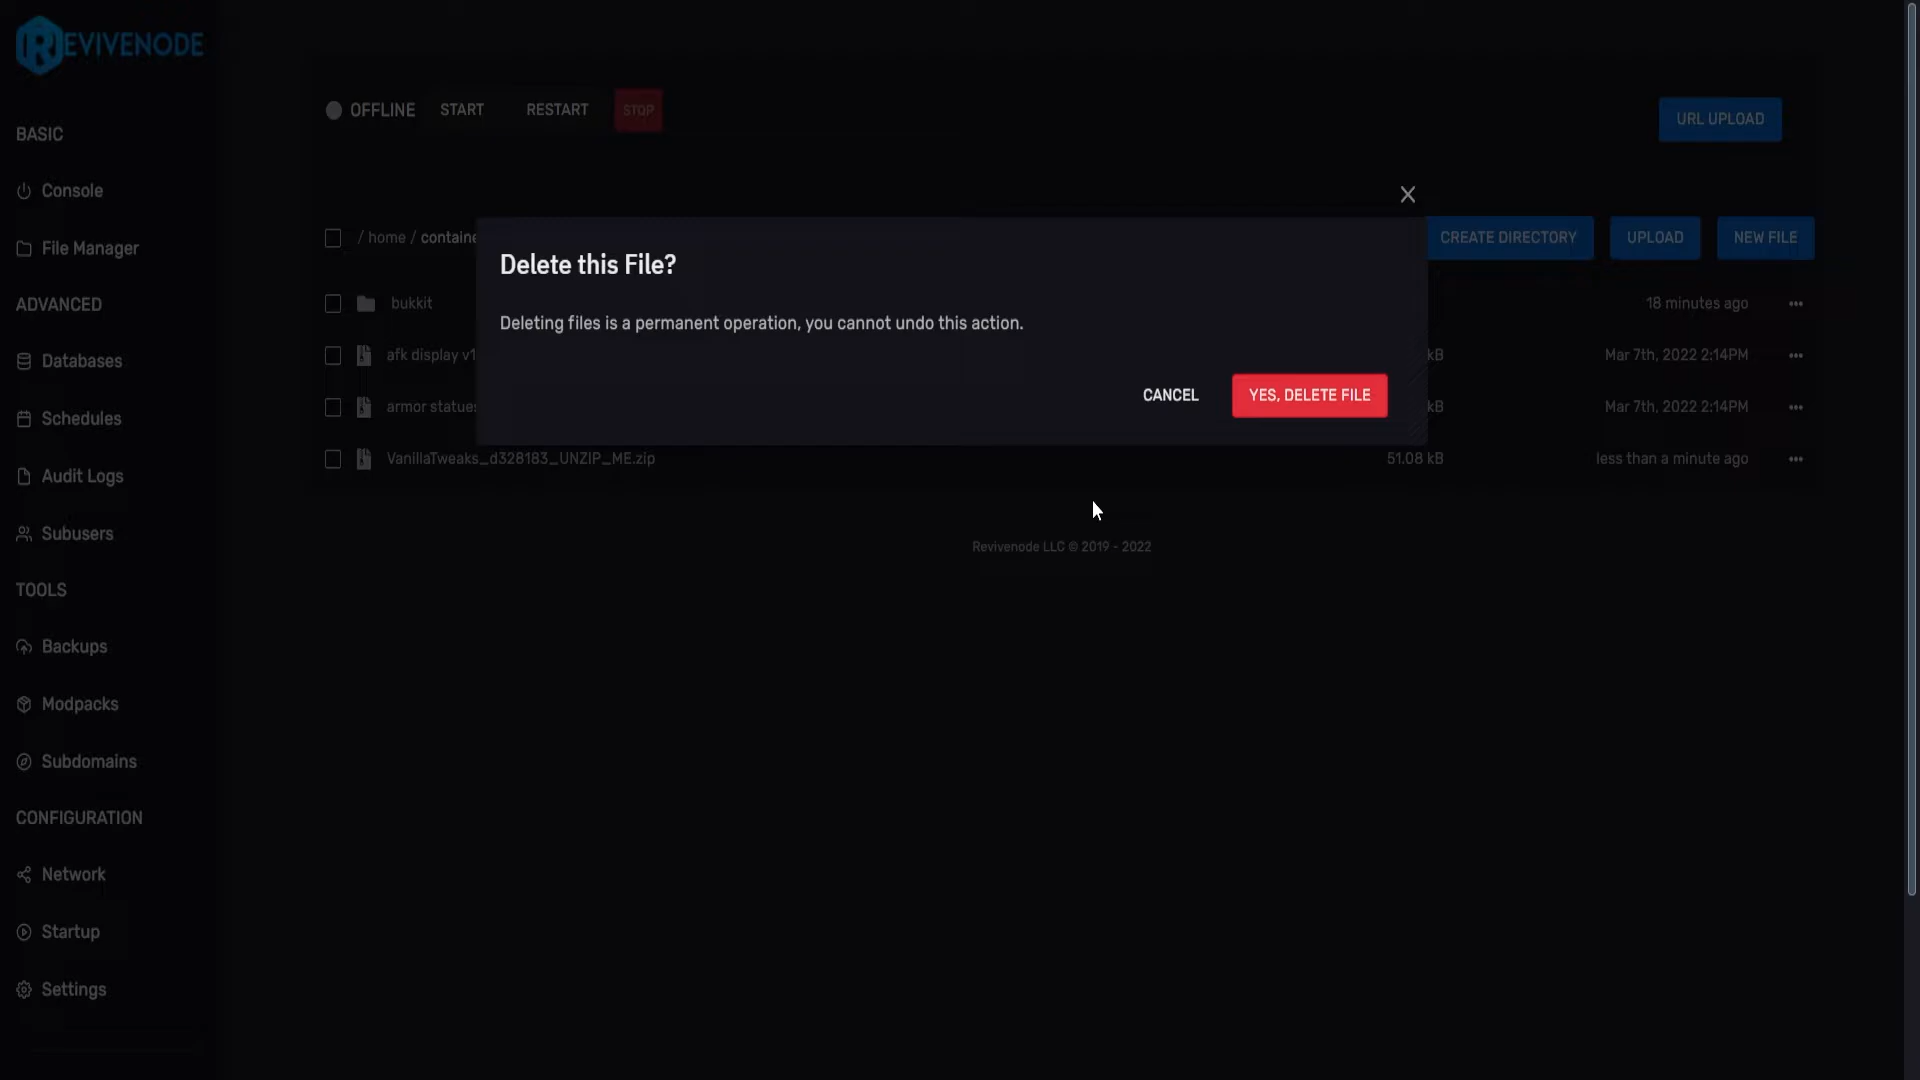 REVIVENODE
OFFLINE START RESTART STOP
URL UPLOAD
BASIC
Console
File Manager
ADVANCED
Databases
Schedules
Audit Logs
Subusers
TOOLS
Backups
Modpacks
Subdomains
CONFIGURATION
Network
Startup
Settings
/ home / containe
CREATE DIRECTORY UPLOAD NEW FILE
Delete this File?
Deleting files is a permanent operation, you cannot undo this action.
CANCEL YES, DELETE FILE
bukkit 18 minutes ago
afk display v1 kB Mar 7th, 2022 2:14PM
armor statues kB Mar 7th, 2022 2:14PM
VanillaTweaks_d328183_UNZIP_ME.zip 51.08 kB less than a minute ago
Revivenode LLC © 2019 - 2022